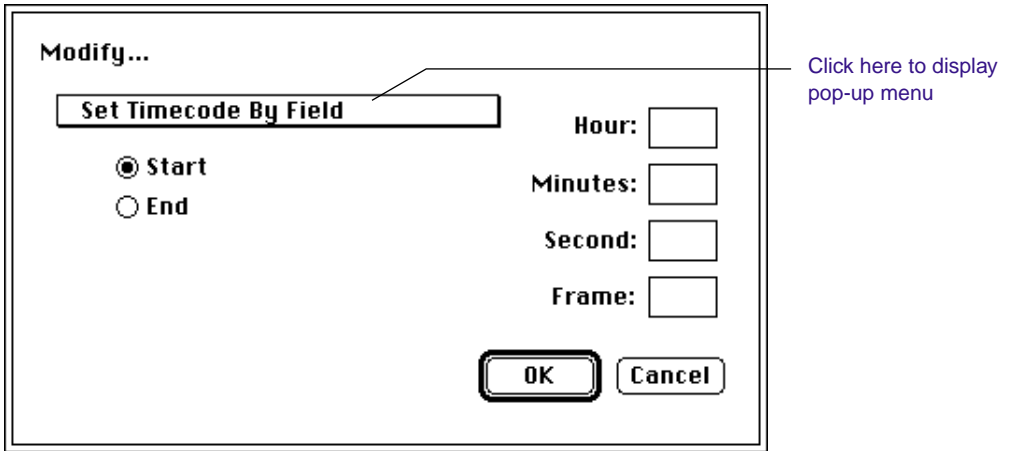 Modify...
Click here to display
pop-up menu
Set Timecode By Field
Hour:
Start
Minutes:
End
Second:
Frame:
OK
Cancel